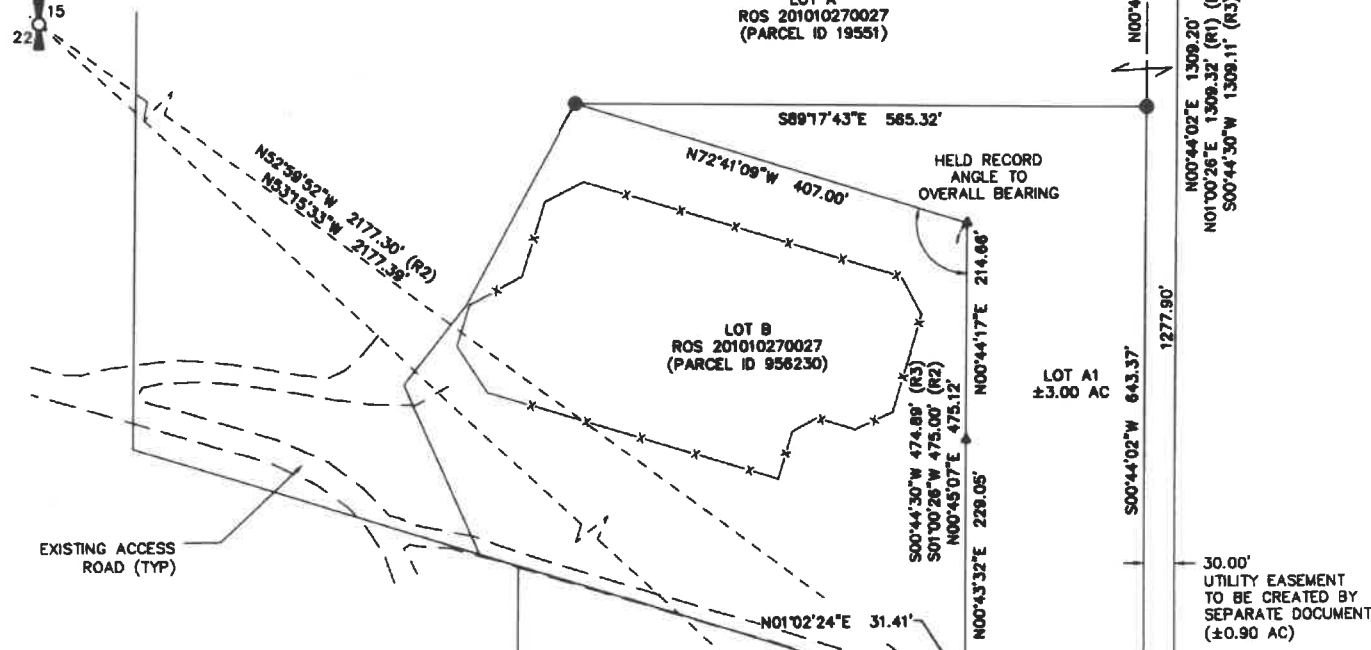 15
22
LOT A
ROS 201010270027
(PARCEL ID 19551)
S89°17'43"E 565.32'
N72°41'09"W 407.00'
HELD RECORD
ANGLE TO
OVERALL BEARING
N52°59'52"W 2177.30' (R2)
N53°15'33"W 2177.39'
LOT B
ROS 201010270027
(PARCEL ID 956230)
N00°44'17"E 214.66'
S00°44'30"W 474.89' (R3)
S01°00'26"W 475.00' (R2)
N00°45'07"E 475.12'
N00°43'32"E 229.05'
LOT A1
±3.00 AC
S00°44'02"W 643.37'
1277.90'
N00°4
N00°44'02"E 1309.20'
N01°00'26"E 1309.32' (R1)
S00°44'30"W 1309.11' (R3)
EXISTING ACCESS
ROAD (TYP)
N01°02'24"E 31.41'
30.00'
UTILITY EASEMENT
TO BE CREATED BY
SEPARATE DOCUMENT
(±0.90 AC)